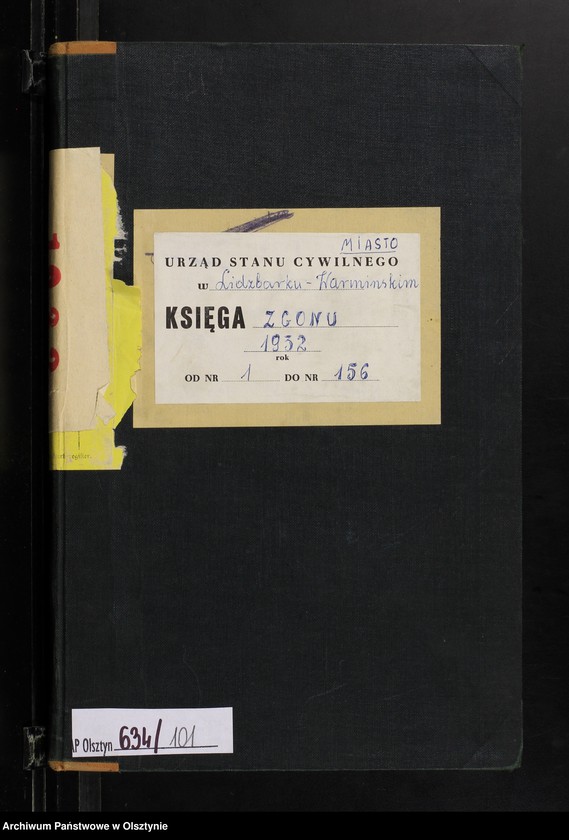 MIASTO
URZĄD STANU CYWILNEGO
w Lidzbarku-Warmińskim
KSIĘGA ZGONU
1932
rok
OD NR 1 DO NR 156
AP Olsztyn 634/101
Archiwum Państwowe w Olsztynie